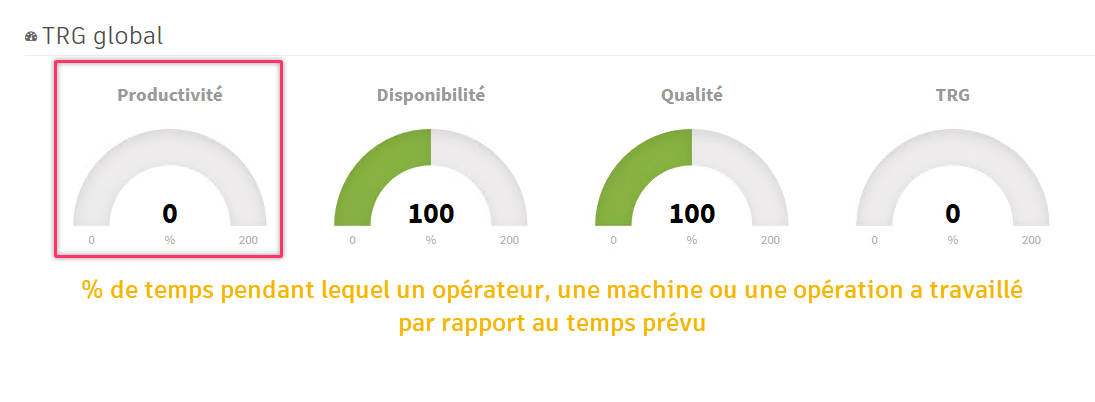 TRG global
Productivité Disponibilité Qualité TRG
0 100 100 0
0 % 200 0 % 200 0 % 200 0 % 200
% de temps pendant lequel un opérateur, une machine ou une opération a travaillé
par rapport au temps prévu